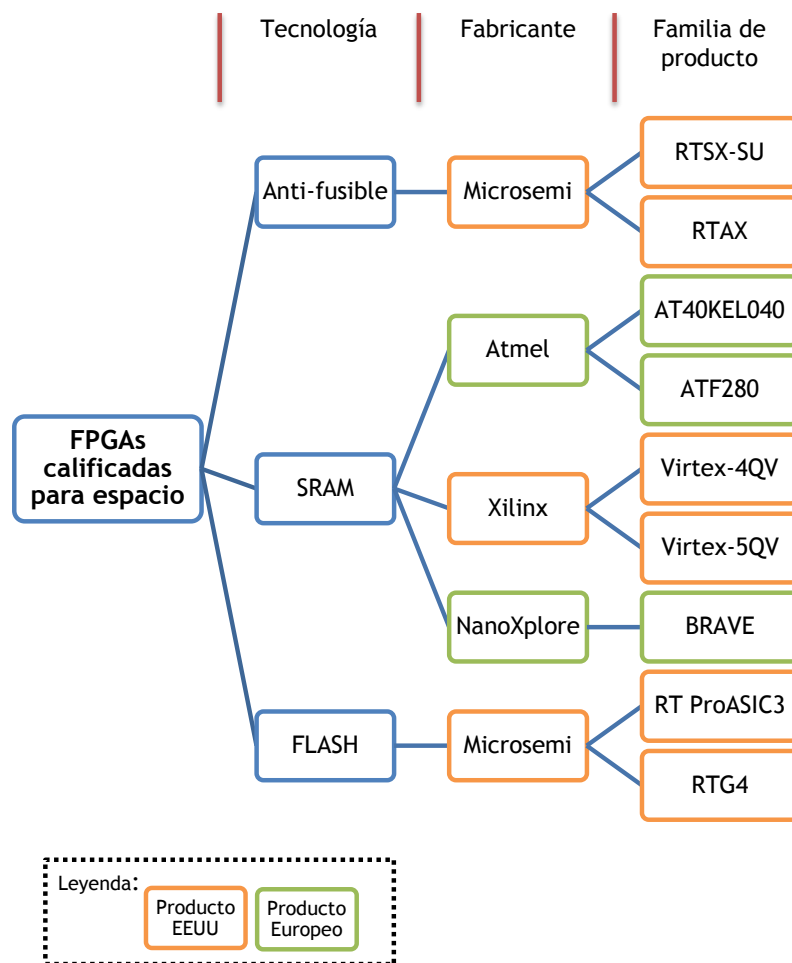 Tecnología
Fabricante
Familia de
producto
RTSX-SU
Anti-fusible
Microsemi
RTAX
AT40KEL040
Atmel
ATF280
FPGAs
calificadas
para espacio
SRAM
Xilinx
Virtex-4QV
Virtex-5QV
NanoXplore
BRAVE
RT ProASIC3
FLASH
Microsemi
RTG4
Leyenda:
Producto
EEUU
Producto
Europeo